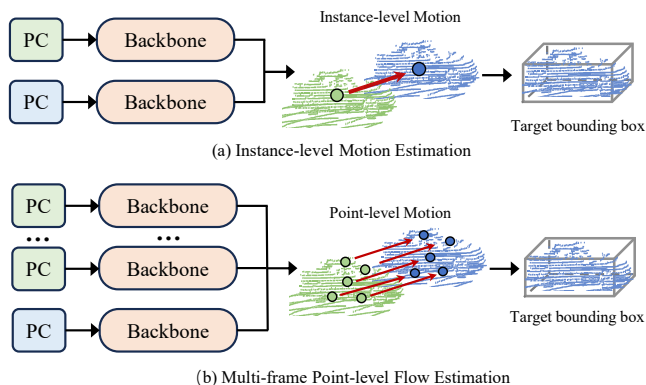 Instance-level Motion
PC
Backbone
PC
Backbone
Target bounding box
(a) Instance-level Motion Estimation
PC
Backbone
Point-level Motion
...
...
PC
Backbone
PC
Backbone
Target bounding box
(b) Multi-frame Point-level Flow Estimation